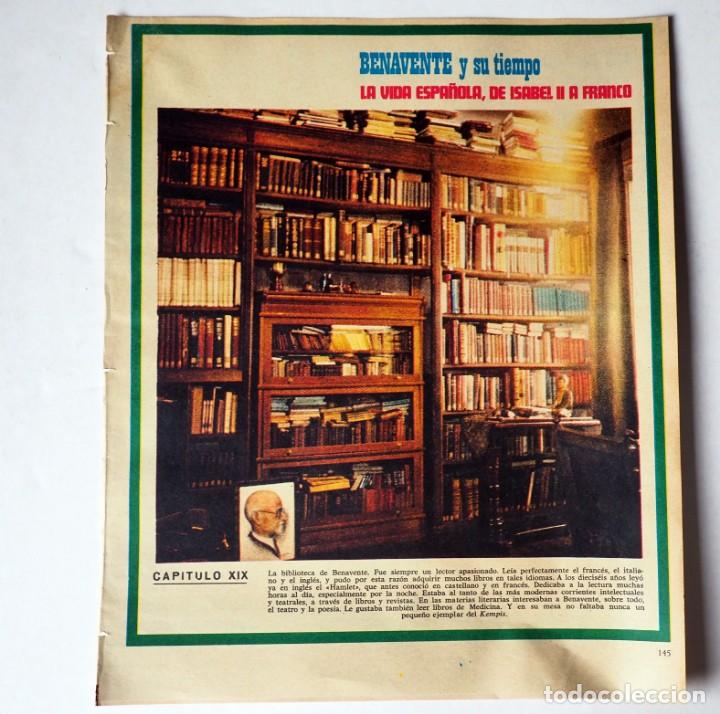 BENAVENTE y su tiempo
LA VIDA ESPAÑOLA, DE ISABEL II A FRANCO
CAPITULO XIX
La biblioteca de Benavente. Fue siempre un lector apasionado. Leía perfectamente el francés, el italia-
no y el inglés, y pudo por esta razón adquirir muchos libros en tales idiomas. A los dieciséis años leyó
ya en inglés el «Hamlet», que antes conoció en castellano y en francés. Dedicaba a la lectura muchas
horas al día, especialmente por la noche. Estaba al tanto de las más modernas corrientes intelectuales
y teatrales, a través de libros y revistas. En las materias literarias interesaban a Benavente, sobre todo,
el teatro y la poesía. Le gustaba también leer libros de Medicina. Y en su mesa no faltaba nunca un
pequeño ejemplar del Kempis.
145
todocoleccion